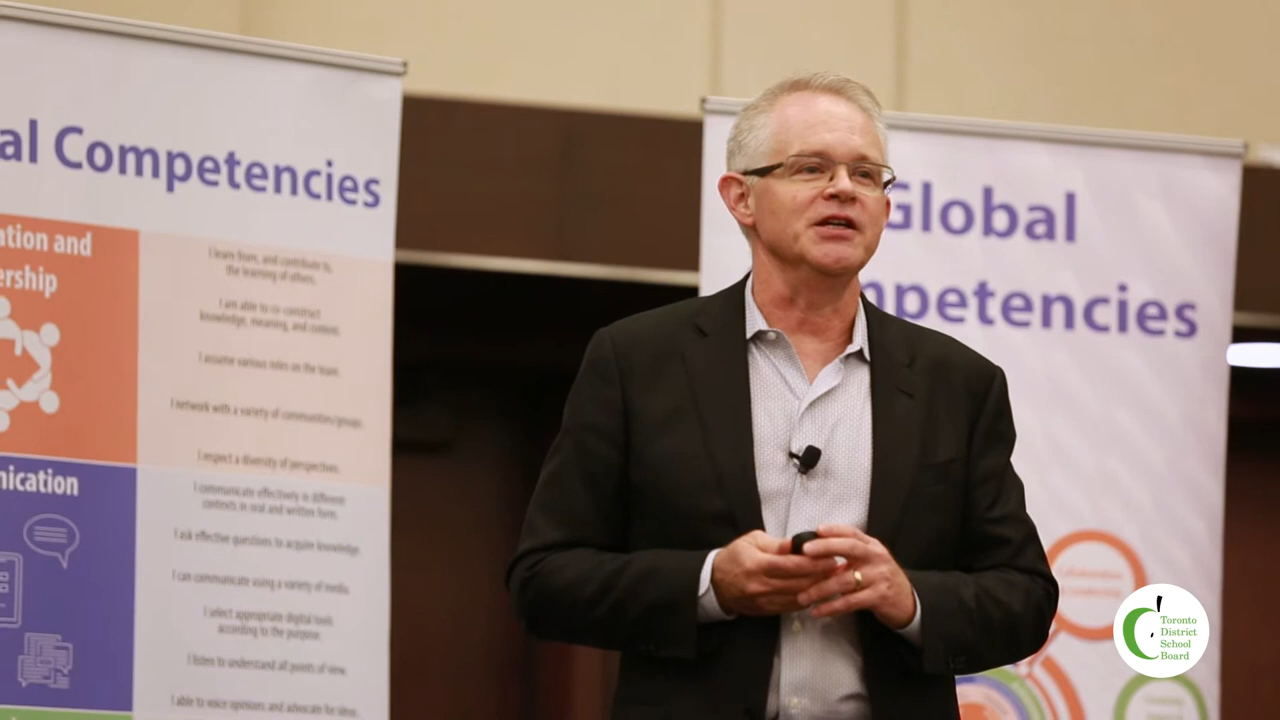 al Competencies
ation and
ership
I learn from, and contribute to,
the learning of others.
I am able to co-construct
knowledge, meaning, and content.
I assume various roles on the team.
I network with a variety of communities/groups.
I respect a diversity of perspectives.
nication
I communicate effectively in different
contexts in oral and written form.
I ask effective questions to acquire knowledge.
I can communicate using a variety of media.
I select appropriate digital tools
according to the purpose.
I listen to understand all points of view.
I able to voice opinions and advocate for ideas.
Global
mpetencies
Collaboration
Leadership
Toronto
District
School
Board